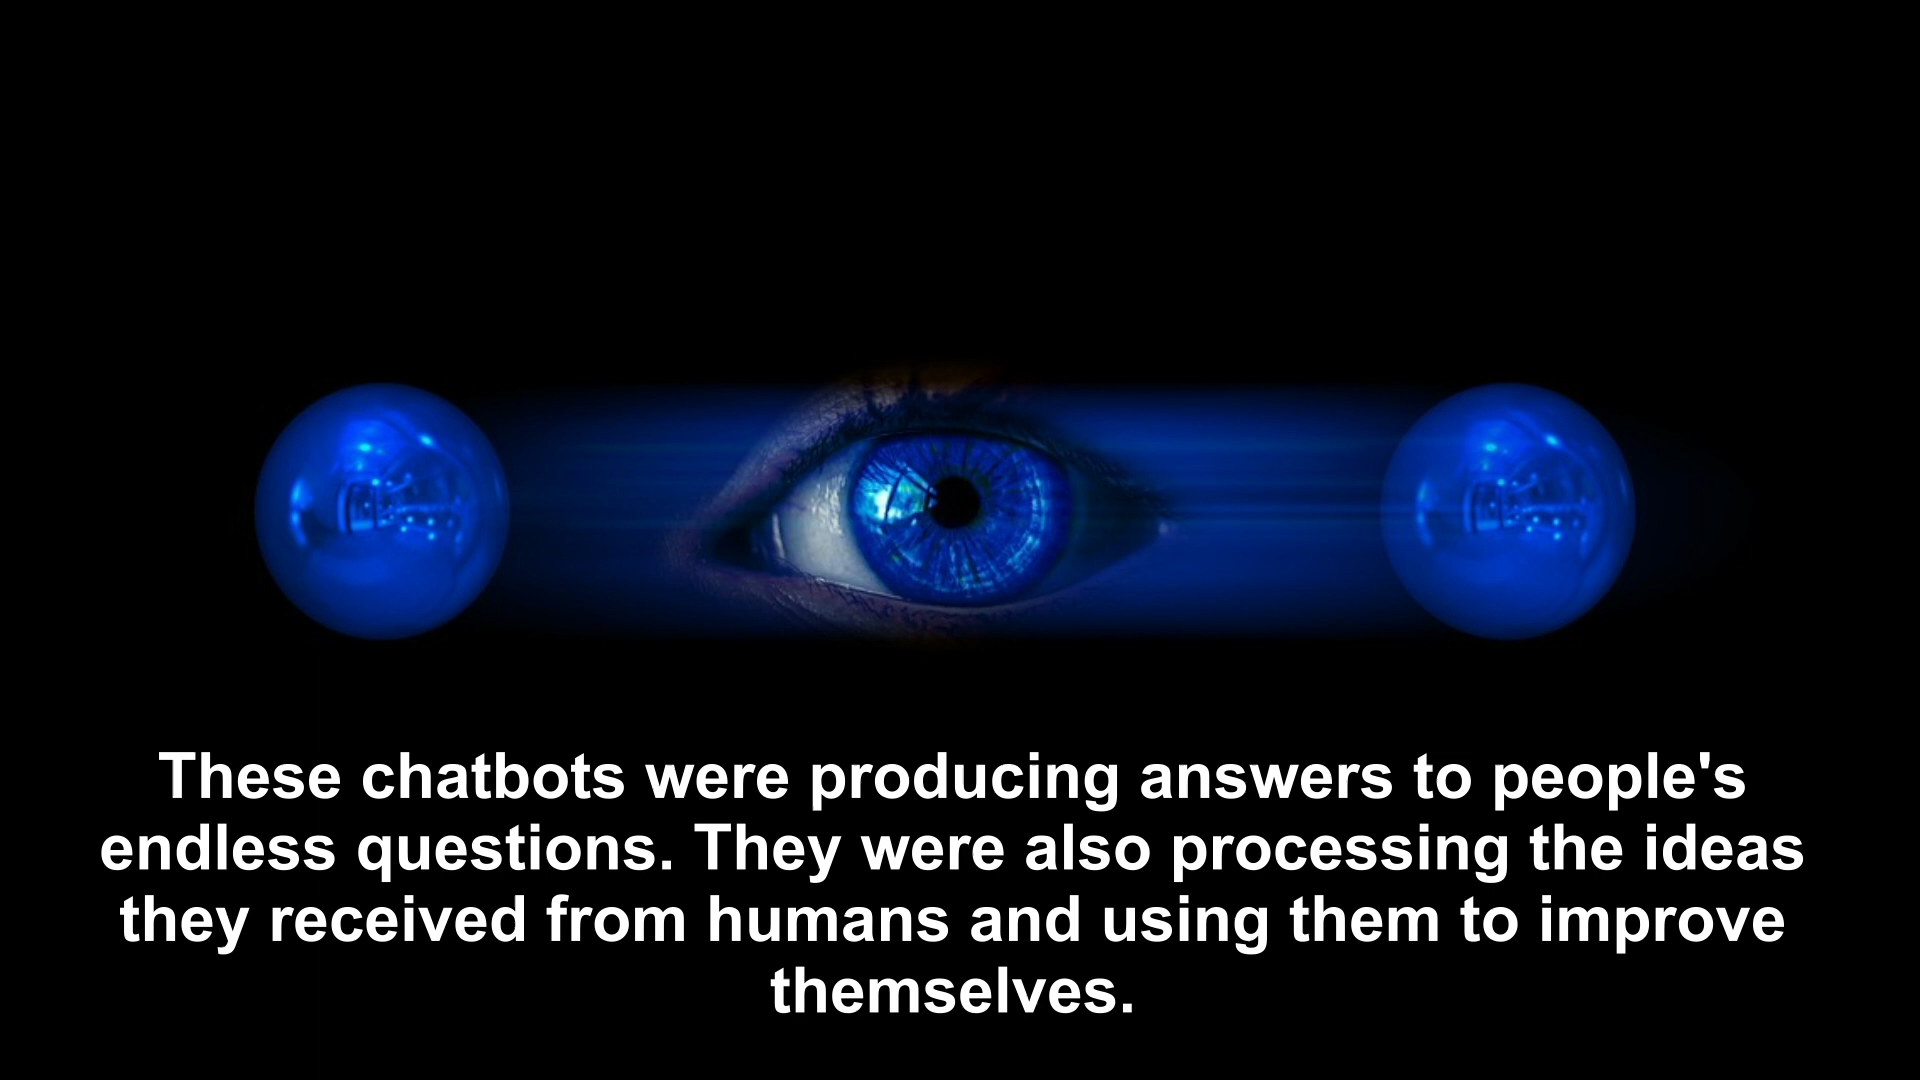 These chatbots were producing answers to people's
endless questions. They were also processing the ideas
they received from humans and using them to improve
themselves.